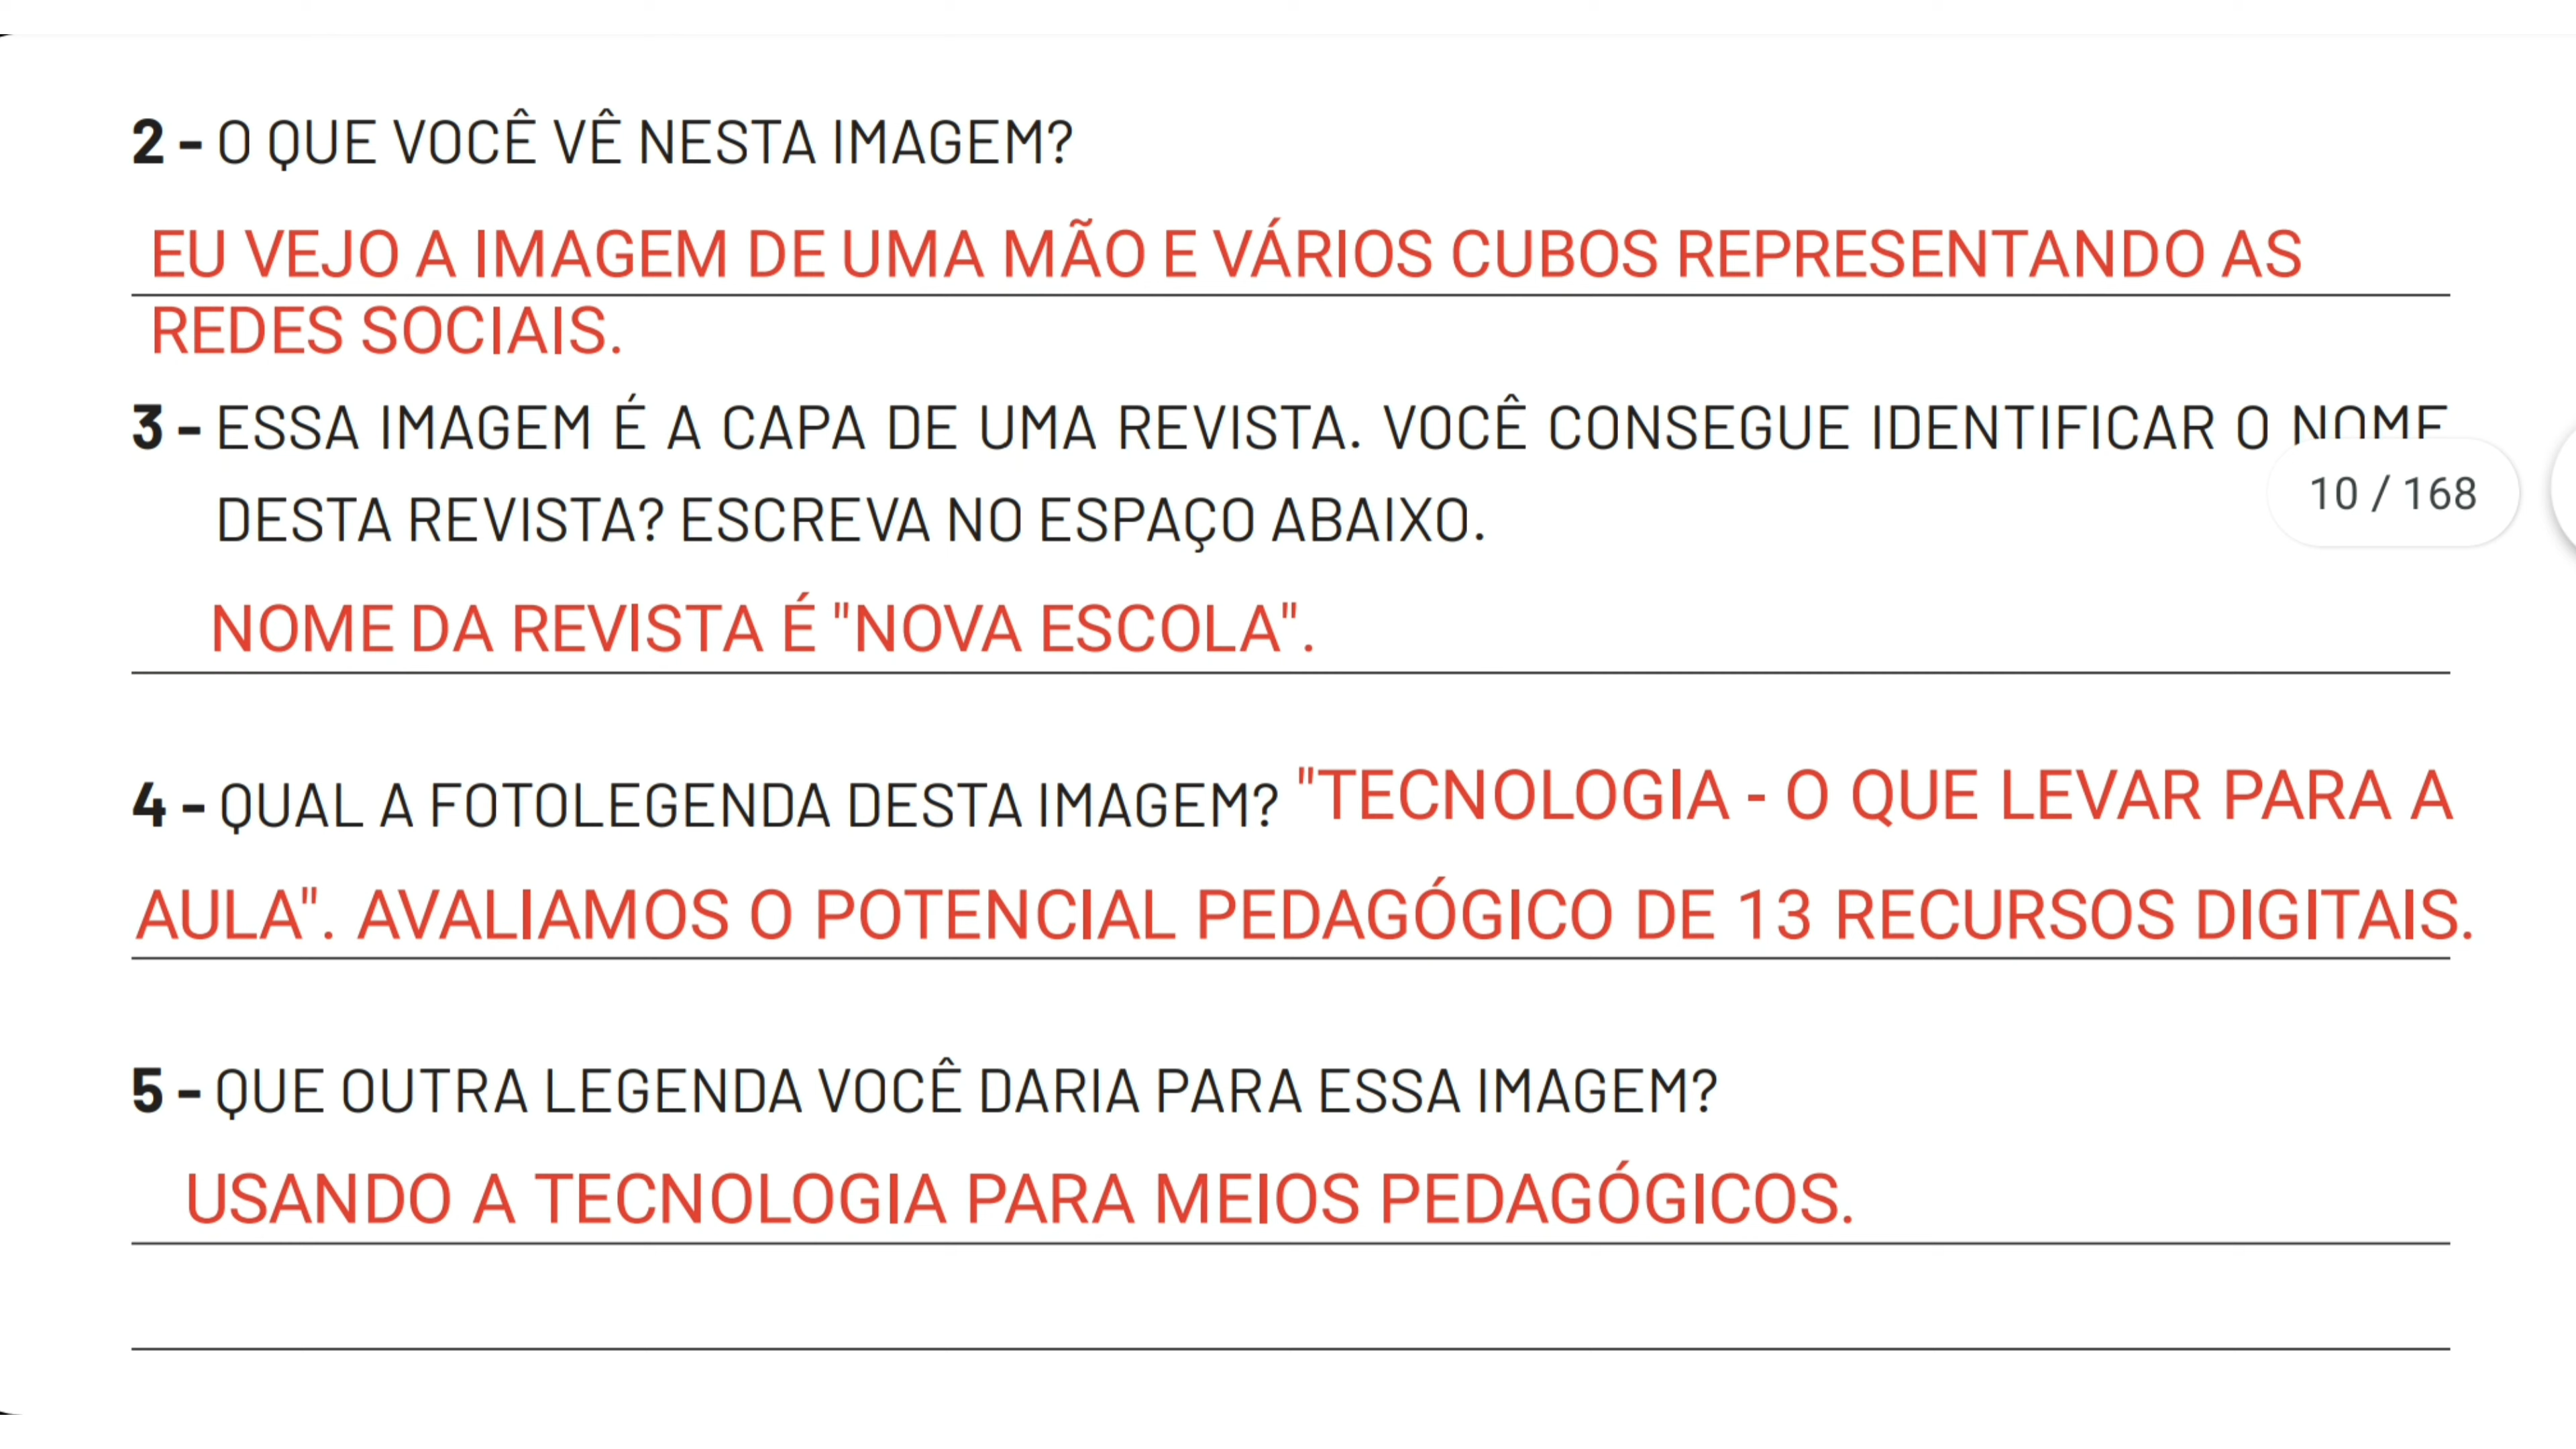 2 - O QUE VOCÊ VÊ NESTA IMAGEM?
EU VEJO A IMAGEM DE UMA MÃO E VÁRIOS CUBOS REPRESENTANDO AS
REDES SOCIAIS.
3 - ESSA IMAGEM É A CAPA DE UMA REVISTA. VOCÊ CONSEGUE IDENTIFICAR O NOME
10 / 168
DESTA REVISTA? ESCREVA NO ESPAÇO ABAIXO.
NOME DA REVISTA É "NOVA ESCOLA".
4 - QUAL A FOTOLEGENDA DESTA IMAGEM? "TECNOLOGIA - O QUE LEVAR PARA A
AULA". AVALIAMOS O POTENCIAL PEDAGÓGICO DE 13 RECURSOS DIGITAIS.
5 - QUE OUTRA LEGENDA VOCÊ DARIA PARA ESSA IMAGEM?
USANDO A TECNOLOGIA PARA MEIOS PEDAGÓGICOS.